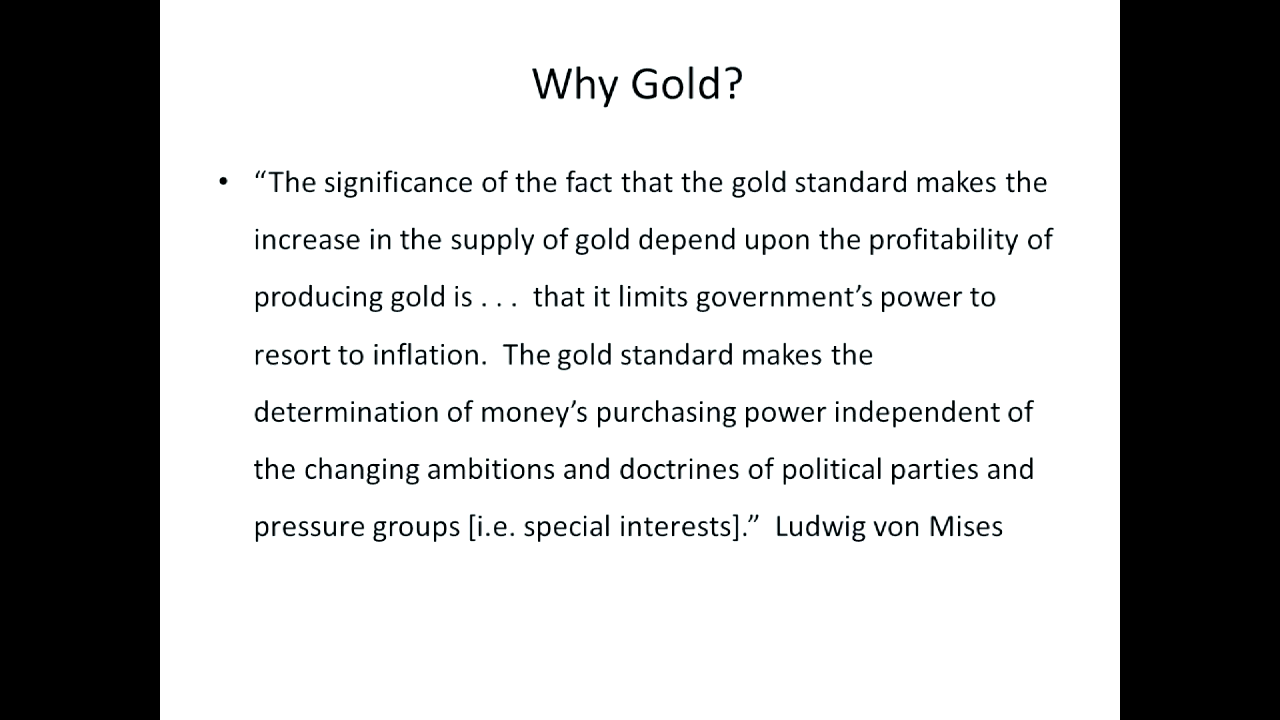 Why Gold?
• “The significance of the fact that the gold standard makes the
increase in the supply of gold depend upon the profitability of
producing gold is . . .  that it limits government’s power to
resort to inflation.  The gold standard makes the
determination of money’s purchasing power independent of
the changing ambitions and doctrines of political parties and
pressure groups [i.e. special interests].”  Ludwig von Mises